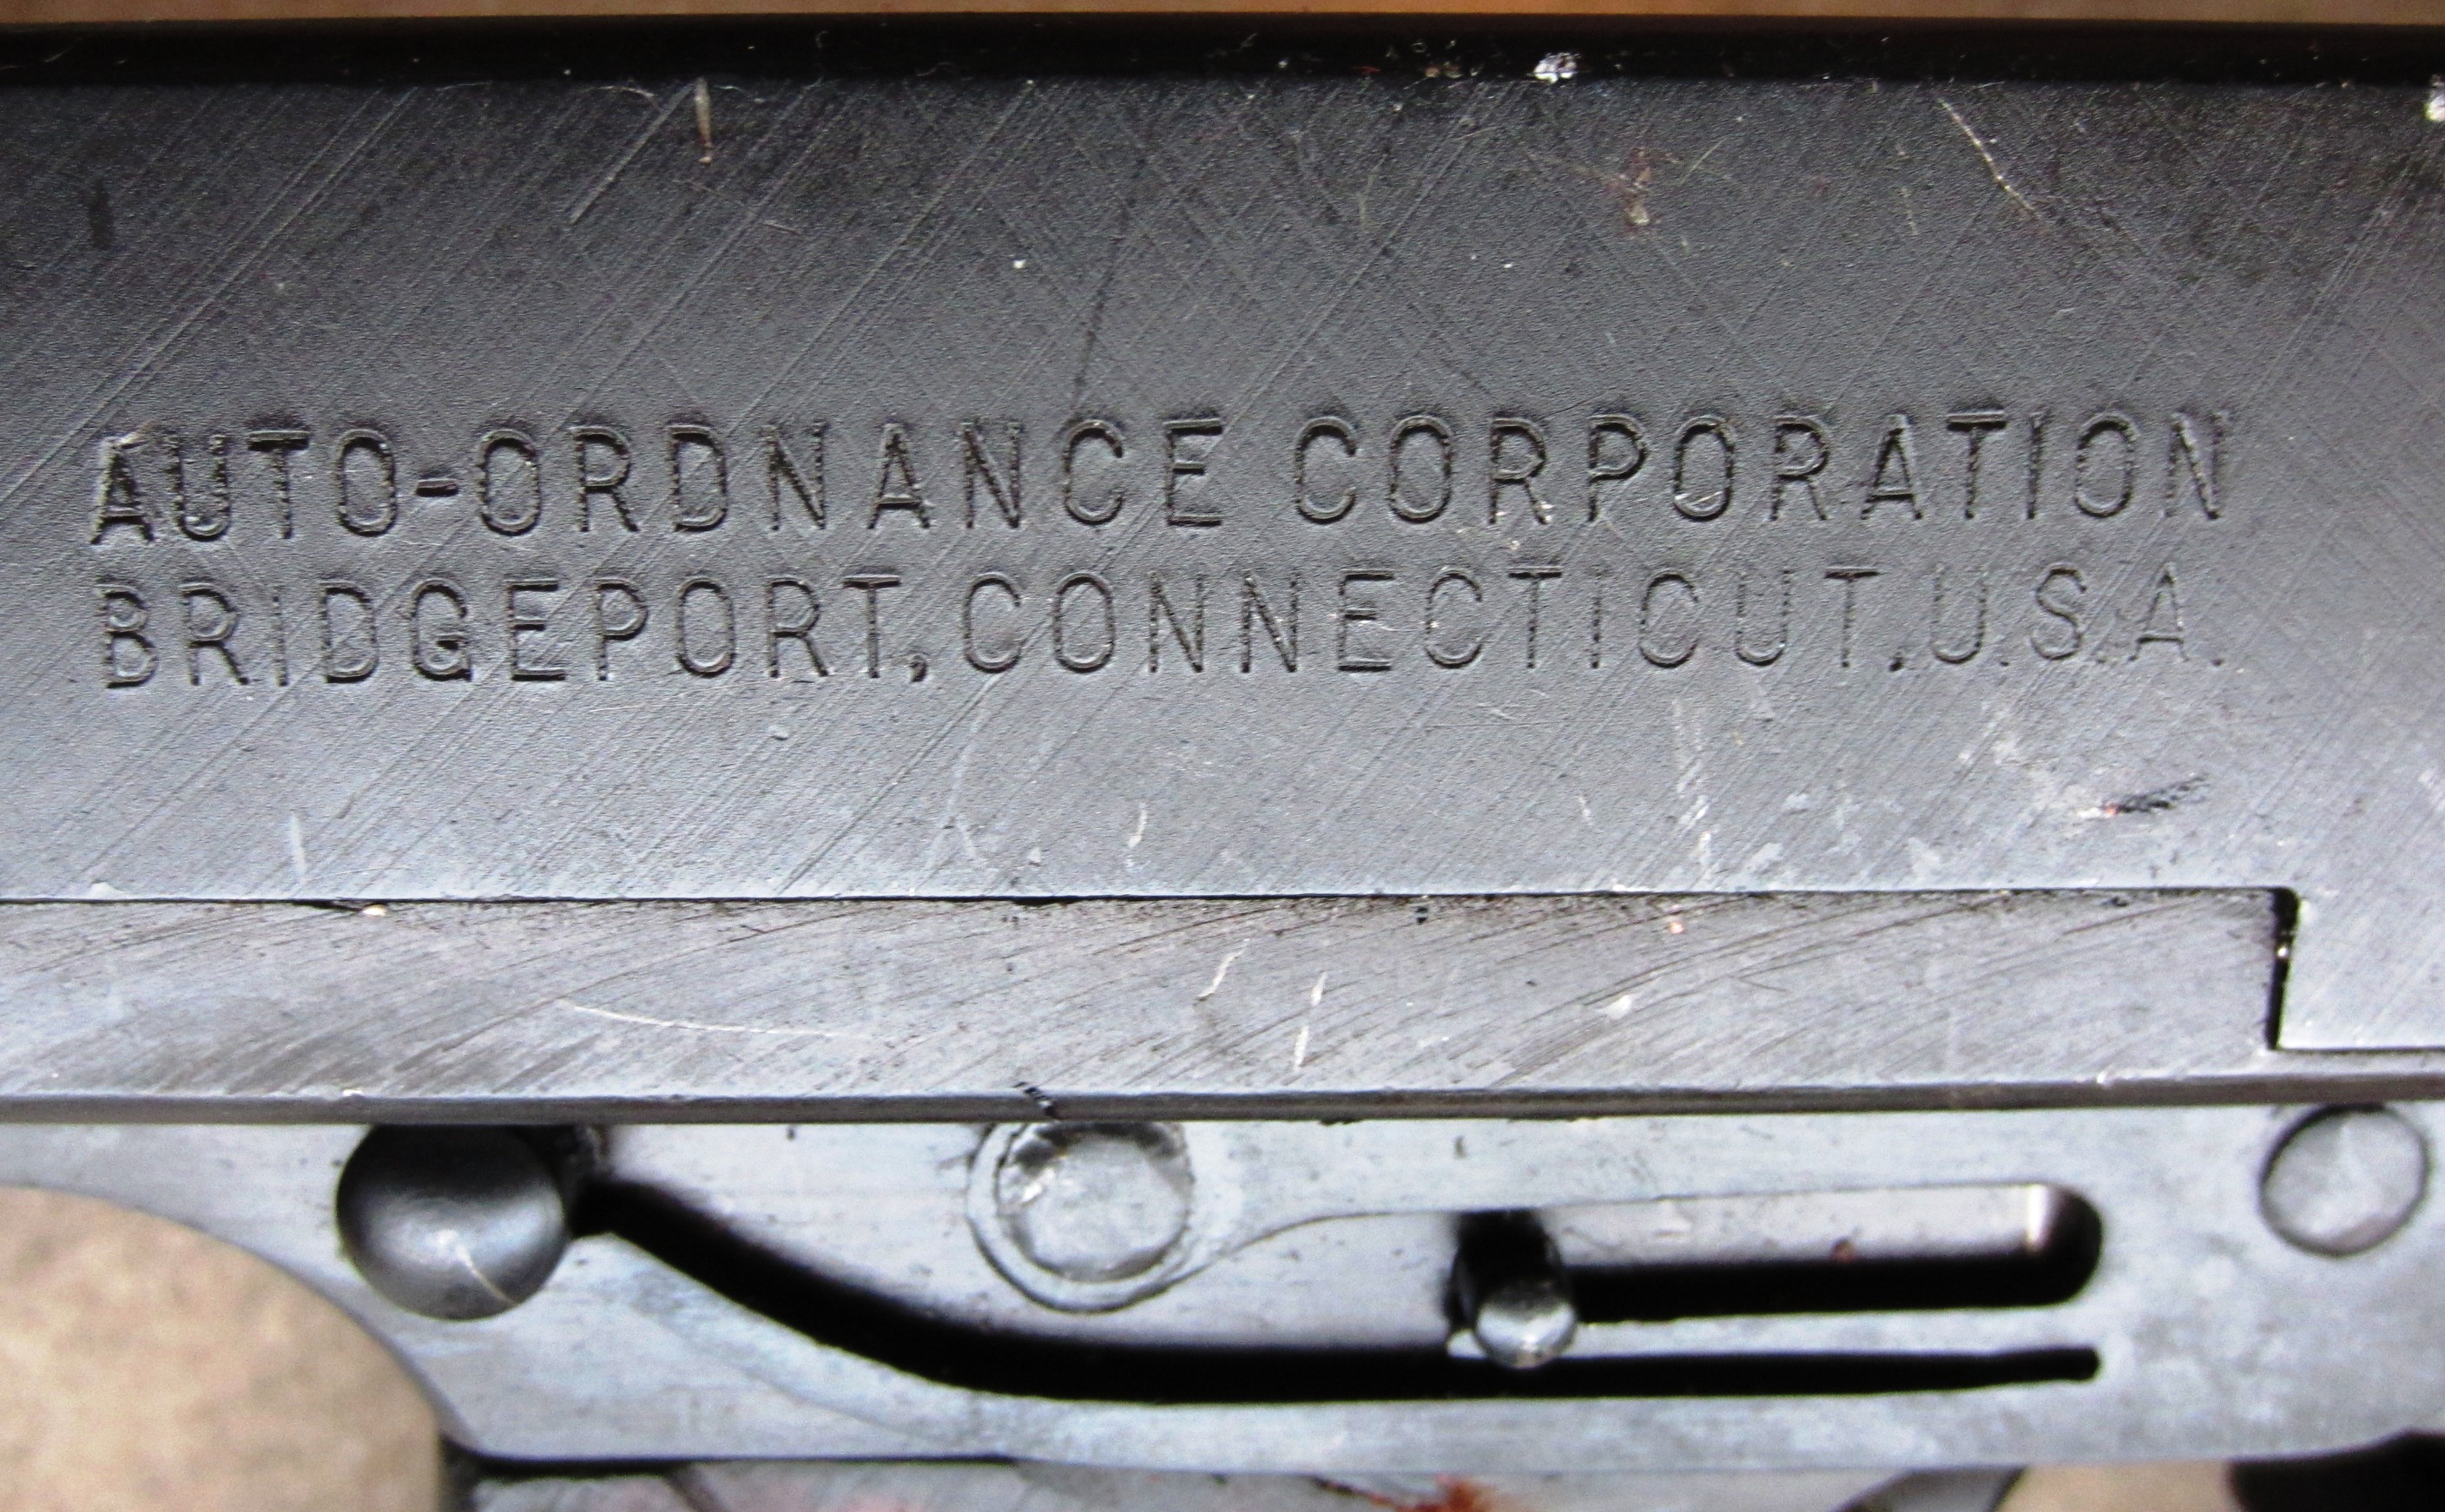 AUTO-ORDNANCE CORPORATION
BRIDGEPORT, CONNECTICUT. U.S.A.